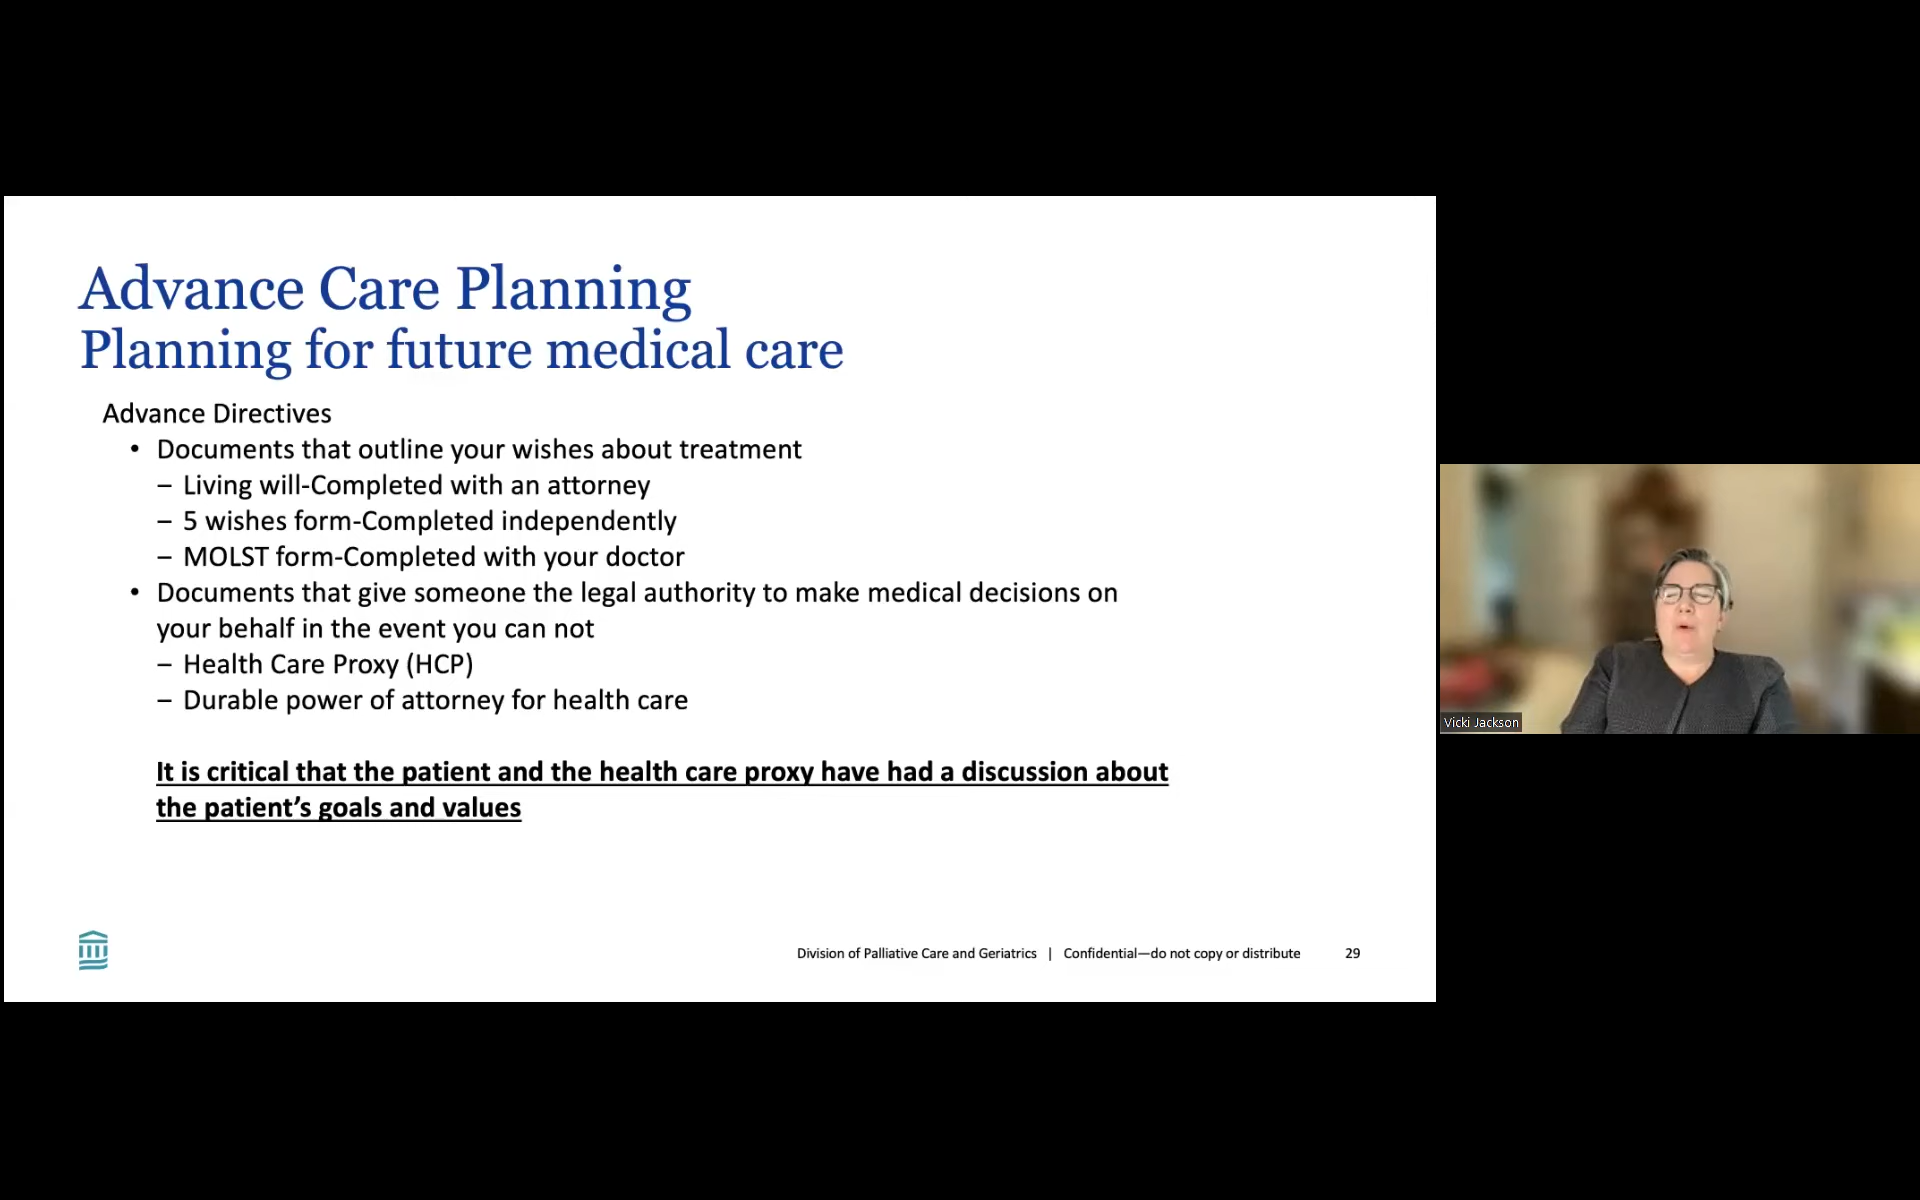 Advance Care Planning
Planning for future medical care
Advance Directives
• Documents that outline your wishes about treatment
– Living will-Completed with an attorney
– 5 wishes form-Completed independently
– MOLST form-Completed with your doctor
• Documents that give someone the legal authority to make medical decisions on
your behalf in the event you can not
– Health Care Proxy (HCP)
– Durable power of attorney for health care
It is critical that the patient and the health care proxy have had a discussion about
the patient’s goals and values
Division of Palliative Care and Geriatrics | Confidential—do not copy or distribute 29
Vicki Jackson